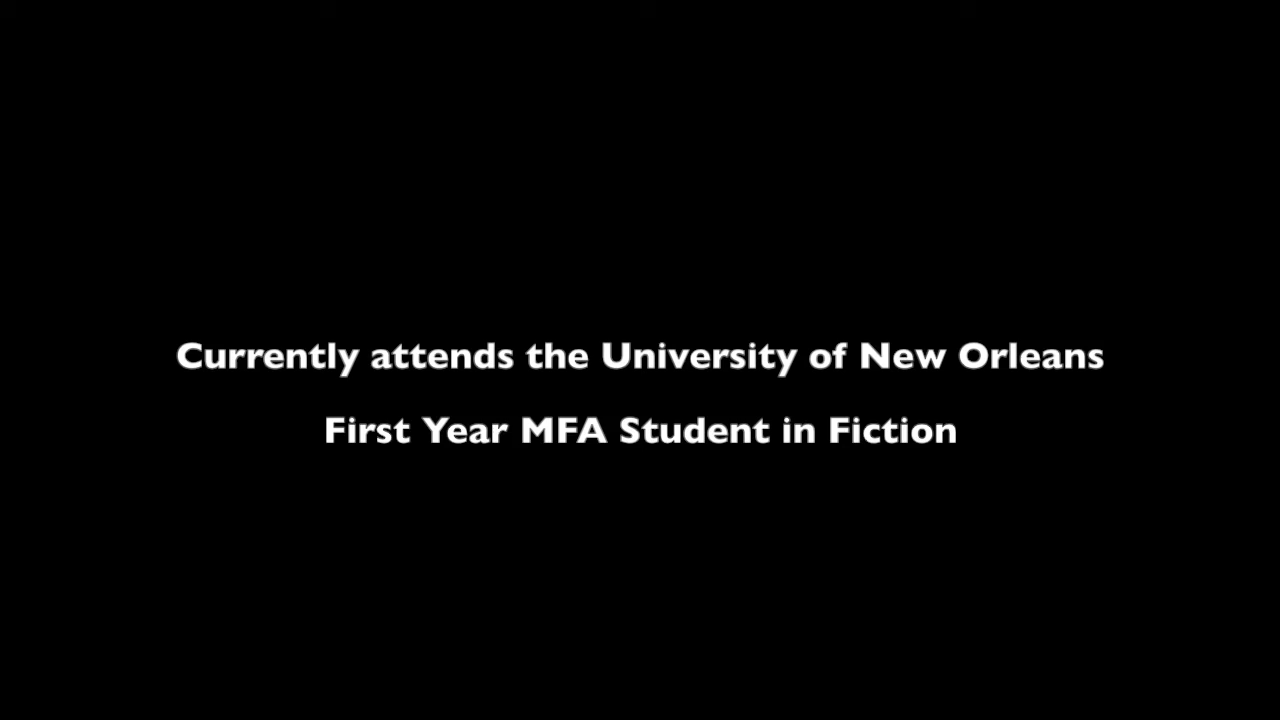 Currently attends the University of New Orleans
First Year MFA Student in Fiction